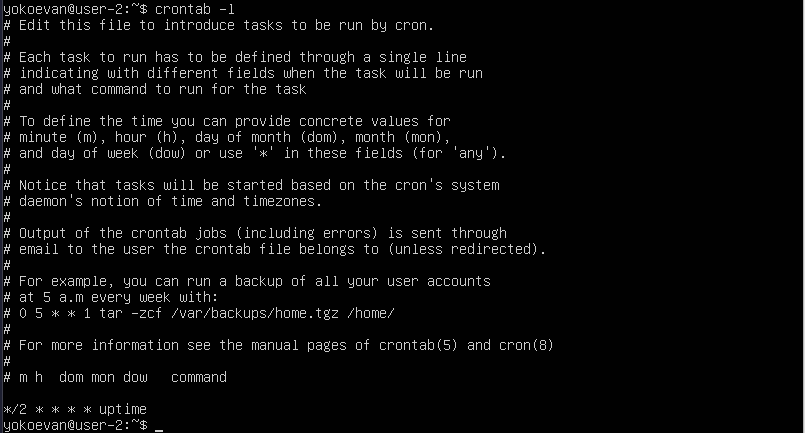 yokoevan@user-2:~$ crontab -l
# Edit this file to introduce tasks to be run by cron.
#
# Each task to run has to be defined through a single line
# indicating with different fields when the task will be run
# and what command to run for the task
#
# To define the time you can provide concrete values for
# minute (m), hour (h), day of month (dom), month (mon),
# and day of week (dow) or use '*' in these fields (for 'any').
#
# Notice that tasks will be started based on the cron's system
# daemon's notion of time and timezones.
#
# Output of the crontab jobs (including errors) is sent through
# email to the user the crontab file belongs to (unless redirected).
#
# For example, you can run a backup of all your user accounts
# at 5 a.m every week with:
# 0 5 * * 1 tar -zcf /var/backups/home.tgz /home/
#
# For more information see the manual pages of crontab(5) and cron(8)
#
# m h  dom mon dow   command

*/2 * * * * uptime
yokoevan@user-2:~$ _